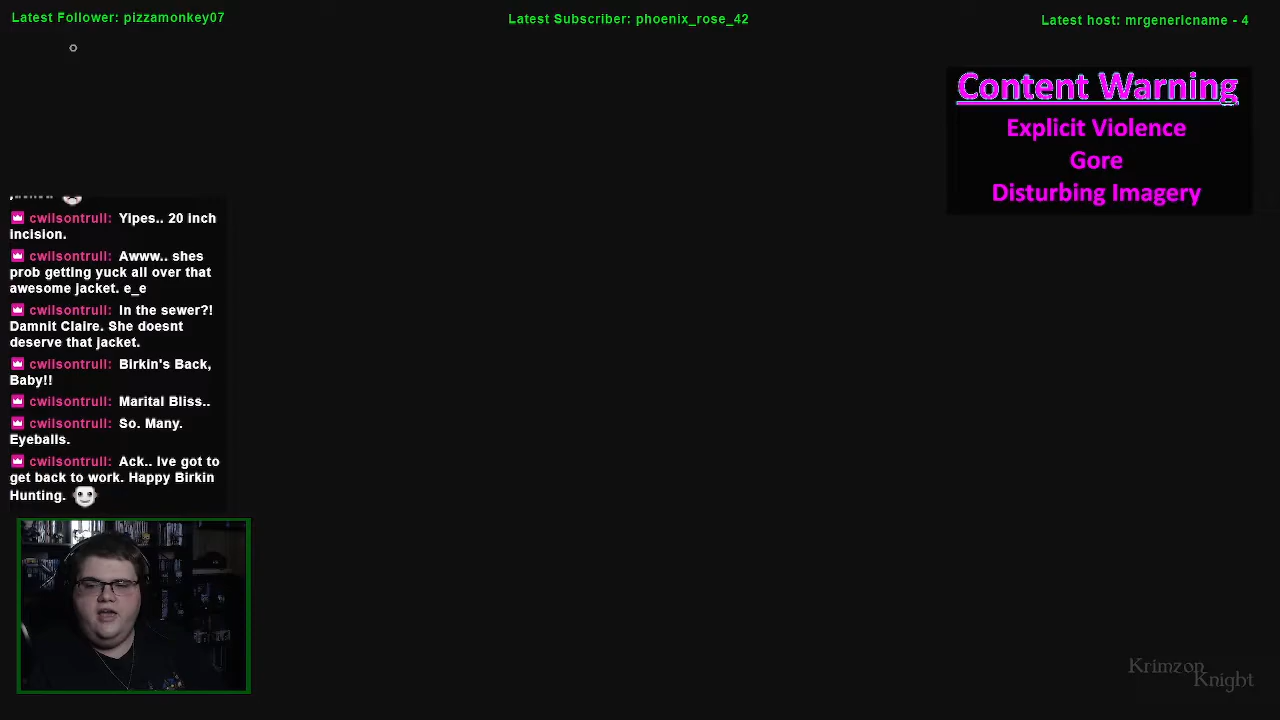 Latest Follower: pizzamonkey07
Latest Subscriber: phoenix_rose_42
Latest host: mrgenericname - 4
Content Warning
Explicit Violence
Gore
Disturbing Imagery
cwilsontrull: Yipes.. 20 inch
incision.
cwilsontrull: Awww.. shes
prob getting yuck all over that
awesome jacket. e_e
cwilsontrull: In the sewer?!
Damnit Claire. She doesnt
deserve that jacket.
cwilsontrull: Birkin's Back,
Baby!!
cwilsontrull: Marital Bliss..
cwilsontrull: So. Many.
Eyeballs.
cwilsontrull: Ack.. Ive got to
get back to work. Happy Birkin
Hunting.
Krimzon
Knight